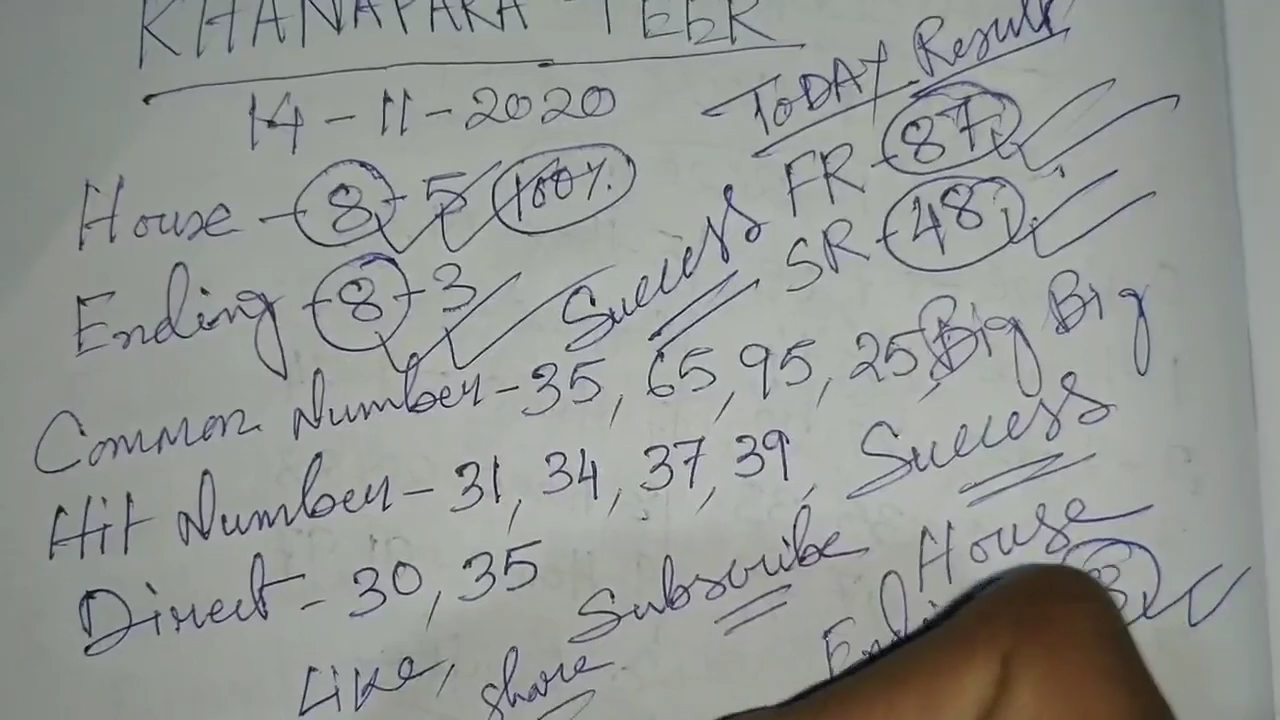 KHANAPARA TEER
14-11-2020
TODAY Result
FR - 87
SR - 48
House - 8 - 5 100%
Ending - 8 - 3
Success
Common Number - 35, 65, 95, 25 Big Big
Hit Number - 31, 34, 37, 39, Success
Direct - 30, 35
Like, share Subscribe
House 8